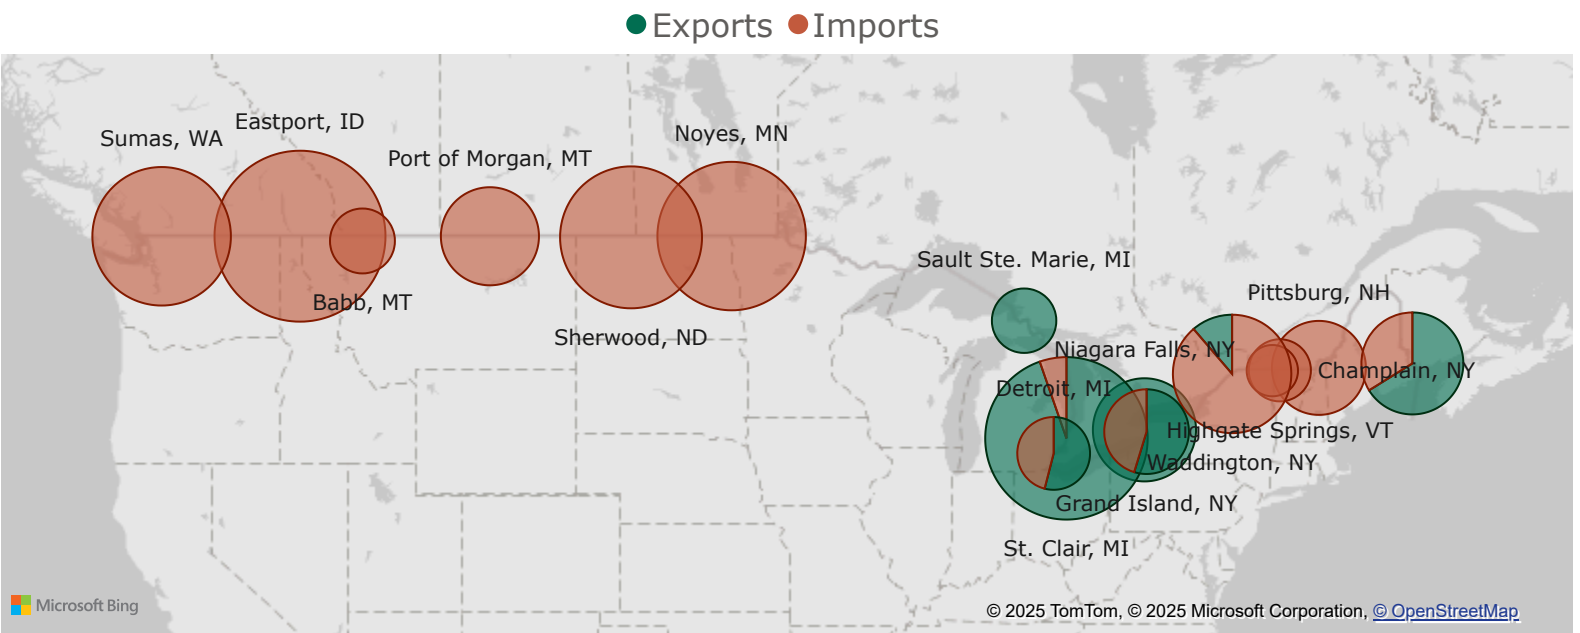 Exports Imports
Eastport, ID
Sumas, WA
Noyes, MN
Port of Morgan, MT
Sault Ste. Marie, MI
Pittsburg, NH
Babb, MT
Sherwood, ND
Niagara Falls, NY
Champlain, NY
Detroit, MI
Highgate Springs, VT
Waddington, NY
Grand Island, NY
St. Clair, MI
Microsoft Bing
© 2025 TomTom, © 2025 Microsoft Corporation, © OpenStreetMap